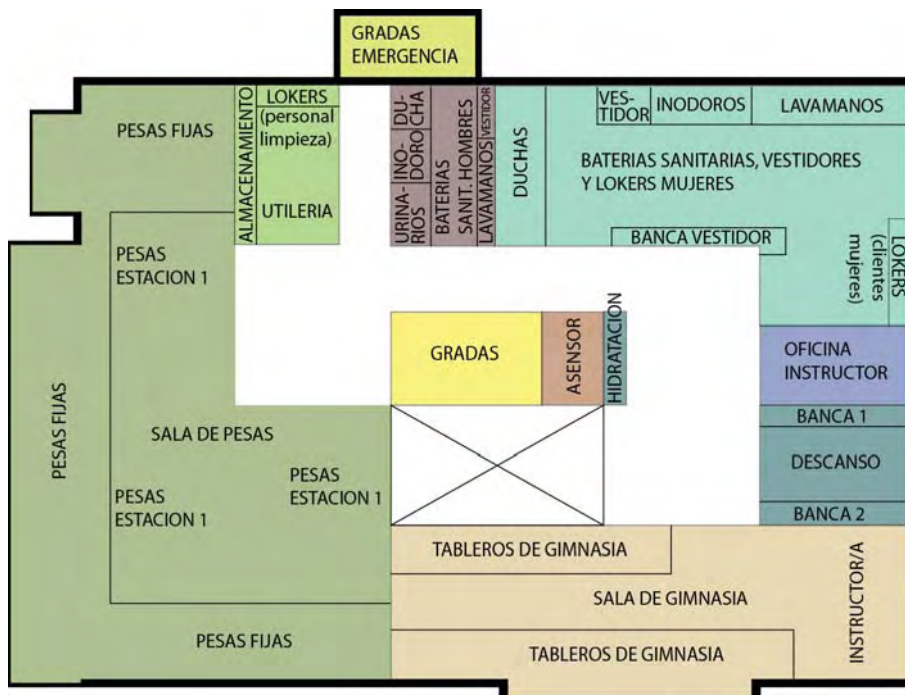 GRADAS
EMERGENCIA
PESAS FIJAS
ALMACENAMIENTO
LOKERS
(personal
limpieza)
UTILERIA
URINA-
RIOS
INO-
DORO
DU-
CHA
BATERIAS
SANIT. HOMBRES
LAVAMANOS
VESTIDOR
DUCHAS
VES-
TIDOR
INODOROS
LAVAMANOS
BATERIAS SANITARIAS, VESTIDORES
Y LOKERS MUJERES
BANCA VESTIDOR
LOKERS
(clientes
mujeres)
PESAS
ESTACION 1
GRADAS
ASENSOR
HIDRATACION
OFICINA
INSTRUCTOR
PESAS FIJAS
SALA DE PESAS
BANCA 1
DESCANSO
PESAS
ESTACION 1
PESAS
ESTACION 1
BANCA 2
TABLEROS DE GIMNASIA
SALA DE GIMNASIA
INSTRUCTOR/A
PESAS FIJAS
TABLEROS DE GIMNASIA